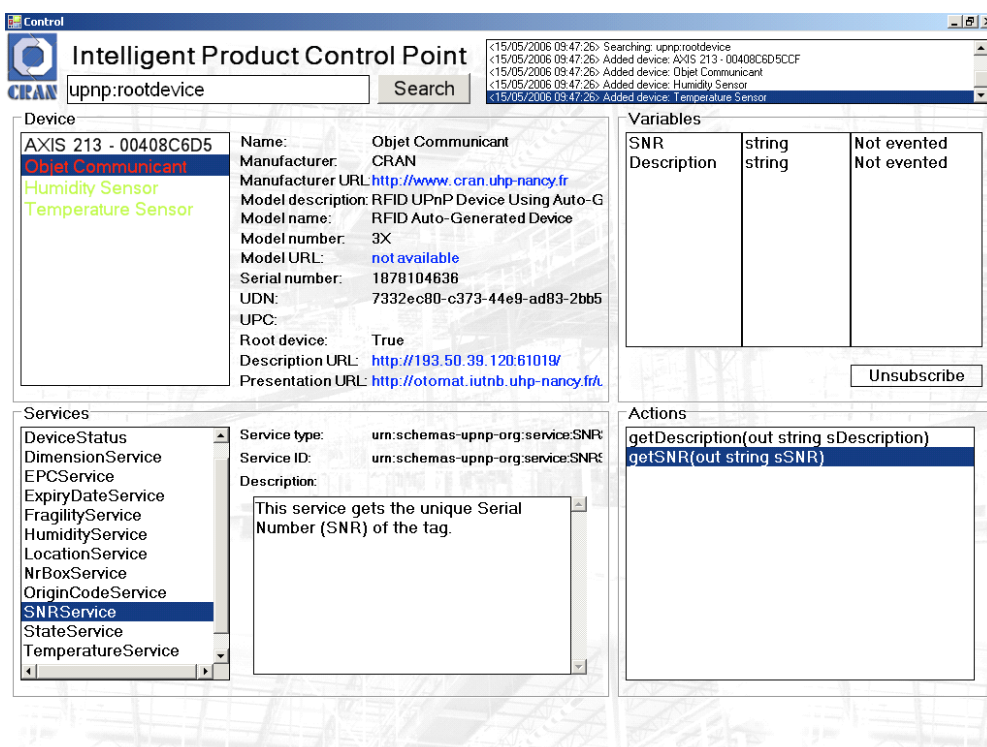 Control
CRAN
Intelligent Product Control Point
upnp:rootdevice
Search
<15/05/2006 09:47:26> Searching: upnp:rootdevice
<15/05/2006 09:47:26> Added device: AXIS 213 - 00408C6D5CCF
<15/05/2006 09:47:26> Added device: Objet Communicant
<15/05/2006 09:47:26> Added device: Humidity Sensor
<15/05/2006 09:47:26> Added device: Temperature Sensor
Device
AXIS 213 - 00408C6D5
Objet Communicant
Humidity Sensor
Temperature Sensor
Name: Objet Communicant
Manufacturer: CRAN
Manufacturer URL: http://www.cran.uhp-nancy.fr
Model description: RFID UPnP Device Using Auto-G
Model name: RFID Auto-Generated Device
Model number: 3X
Model URL: not available
Serial number: 1878104636
UDN: 7332ec80-c373-44e9-ad83-2bb5
UPC:
Root device: True
Description URL: http://193.50.39.120:61019/
Presentation URL: http://otomat.iutnb.uhp-nancy.fr/u
Variables
SNR string Not evented
Description string Not evented
Unsubscribe
Services
DeviceStatus
DimensionService
EPCService
ExpiryDateService
FragilityService
HumidityService
LocationService
NrBoxService
OriginCodeService
SNRService
StateService
TemperatureService
Service type: urn:schemas-upnp-org:service:SNR
Service ID: urn:schemas-upnp-org:service:SNRS
Description:
This service gets the unique Serial
Number (SNR) of the tag.
Actions
getDescription(out string sDescription)
getSNR(out string sSNR)